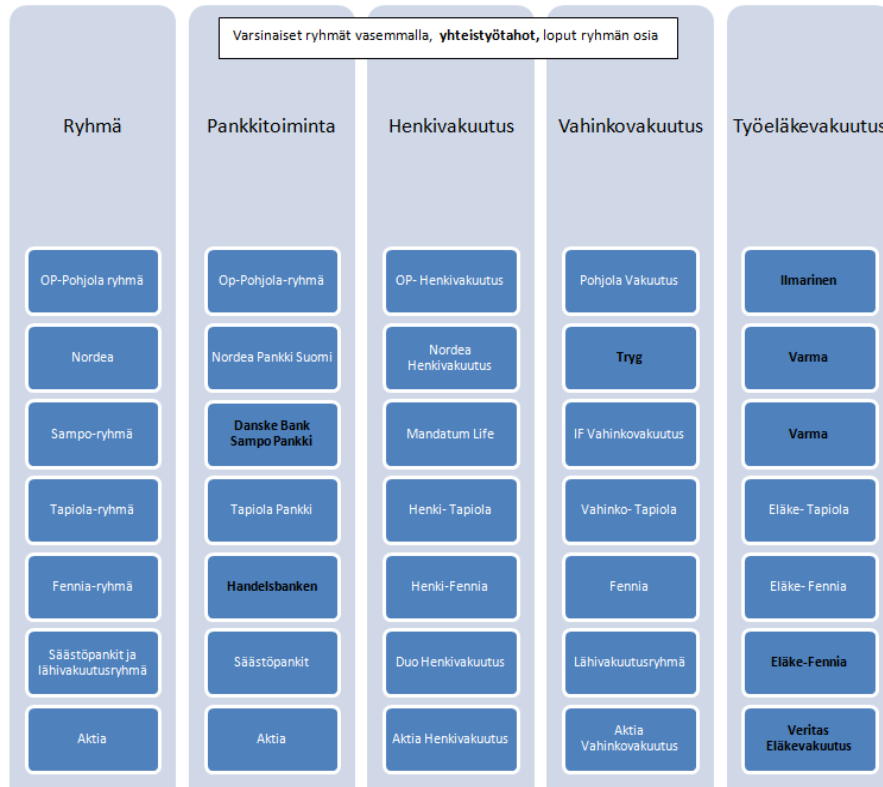 Varsinaiset ryhmät vasemmalla, yhteistyötahot, loput ryhmän osia
Ryhmä
Pankkitoiminta
Henkivakuutus
Vahinkovakuutus
Työeläkevakuutus
OP-Pohjola ryhmä
Op-Pohjola-ryhmä
OP- Henkivakuutus
Pohjola Vakuutus
Ilmarinen
Nordea
Nordea Pankki Suomi
Nordea
Henkivakuutus
Tryg
Varma
Sampo-ryhmä
Danske Bank
Sampo Pankki
Mandatum Life
IF Vahinkovakuutus
Varma
Tapiola-ryhmä
Tapiola Pankki
Henki- Tapiola
Vahinko- Tapiola
Eläke- Tapiola
Fennia-ryhmä
Handelsbanken
Henki-Fennia
Fennia
Eläke- Fennia
Säästöpankit ja
lähivakuutusryhmä
Säästöpankit
Duo Henkivakuutus
Lähivakuutusryhmä
Eläke-Fennia
Aktia
Aktia
Aktia Henkivakuutus
Aktia
Vahinkovakuutus
Veritas
Eläkevakuutus